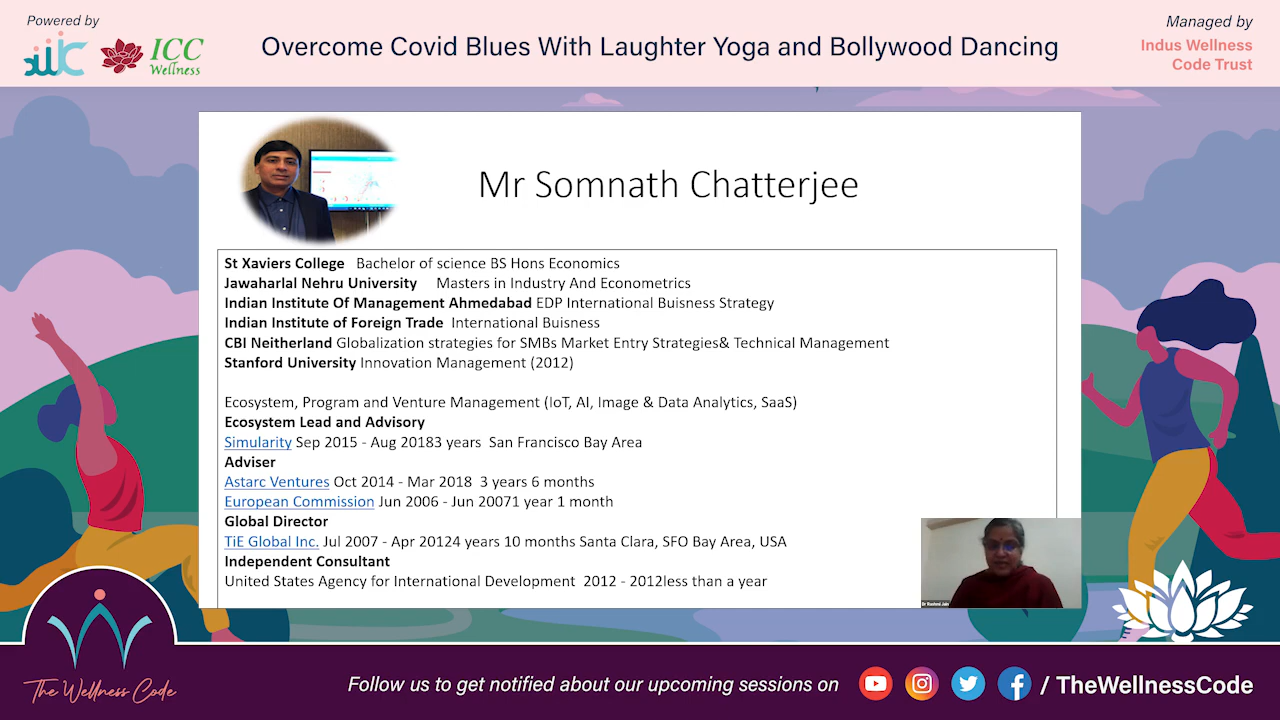 Powered by
ICC
Wellness
Overcome Covid Blues With Laughter Yoga and Bollywood Dancing
Managed by
Indus Wellness
Code Trust
Mr Somnath Chatterjee
St Xaviers College Bachelor of science BS Hons Economics
Jawaharlal Nehru University Masters in Industry And Econometrics
Indian Institute Of Management Ahmedabad EDP International Buisness Strategy
Indian Institute of Foreign Trade International Buisness
CBI Neitherland Globalization strategies for SMBs Market Entry Strategies& Technical Management
Stanford University Innovation Management (2012)
Ecosystem, Program and Venture Management (IoT, AI, Image & Data Analytics, SaaS)
Ecosystem Lead and Advisory
Simularity Sep 2015 - Aug 20183 years San Francisco Bay Area
Adviser
Astarc Ventures Oct 2014 - Mar 2018 3 years 6 months
European Commission Jun 2006 - Jun 20071 year 1 month
Global Director
TiE Global Inc. Jul 2007 - Apr 20124 years 10 months Santa Clara, SFO Bay Area, USA
Independent Consultant
United States Agency for International Development 2012 - 2012less than a year
Dr Rashmi Jain
The Wellness Code
Follow us to get notified about our upcoming sessions on
/ TheWellnessCode